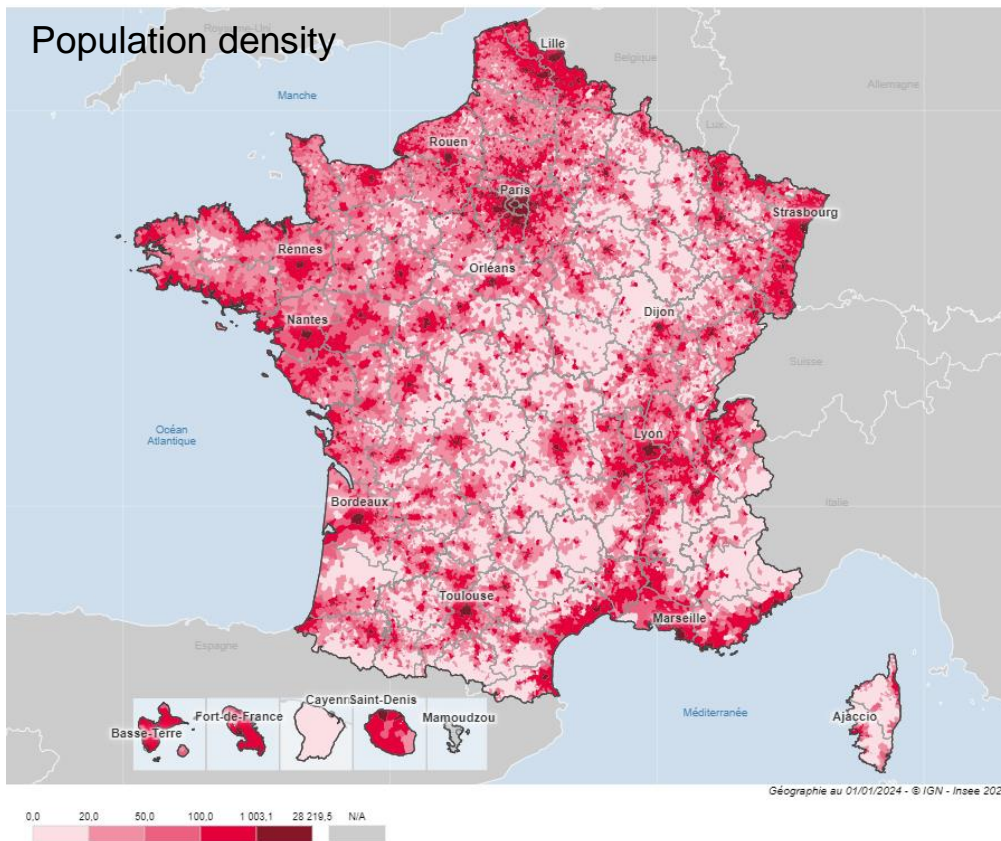 Population density
Royaume-Uni
Lille
Belgique
Allemagne
Manche
Lux.
Rouen
Paris
Strasbourg
Rennes
Orléans
Dijon
Nantes
Suisse
Océan
Atlantique
Lyon
Bordeaux
Italie
Toulouse
Marseille
Espagne
Cayenn
Saint-Denis
Fort-de-France
Mamoudzou
Basse-Terre
Méditerranée
Ajaccio
Géographie au 01/01/2024 - © IGN - Insee 202
0,0 20,0 50,0 100,0 1 003,1 28 219,5 N/A